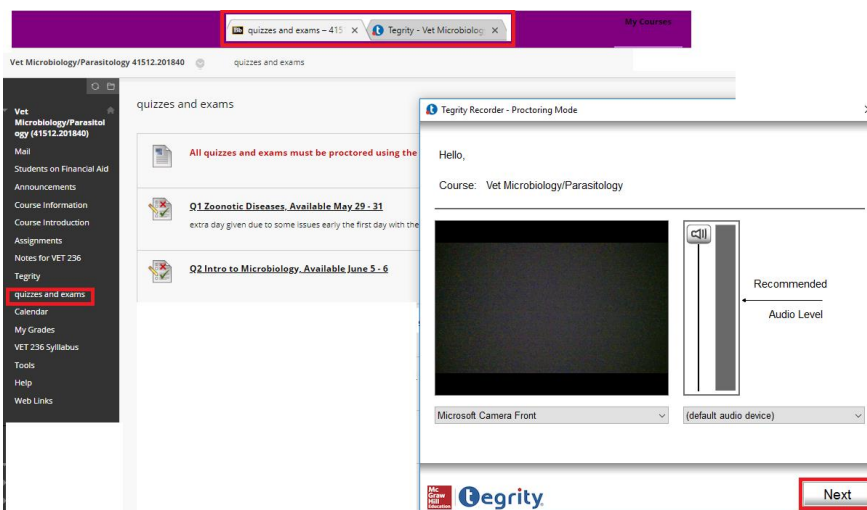 quizzes and exams – 415
Tegrity - Vet Microbiolog
My Courses
Vet Microbiology/Parasitology 41512.201840
quizzes and exams
Vet
Microbiology/Parasitol
ogy (41512.201840)
Mail
Students on Financial Aid
Announcements
Course Information
Course Introduction
Assignments
Notes for VET 236
Tegrity
quizzes and exams
Calendar
My Grades
VET 236 Sylllabus
Tools
Help
Web Links
quizzes and exams
All quizzes and exams must be proctored using the
Q1 Zoonotic Diseases, Available May 29 - 31
extra day given due to some issues early the first day with the
Q2 Intro to Microbiology, Available June 5 - 6
Tegrity Recorder - Proctoring Mode
Hello,
Course: Vet Microbiology/Parasitology
Recommended
Audio Level
Microsoft Camera Front
(default audio device)
Mc
Graw
Hill
Education
tegrity
Next